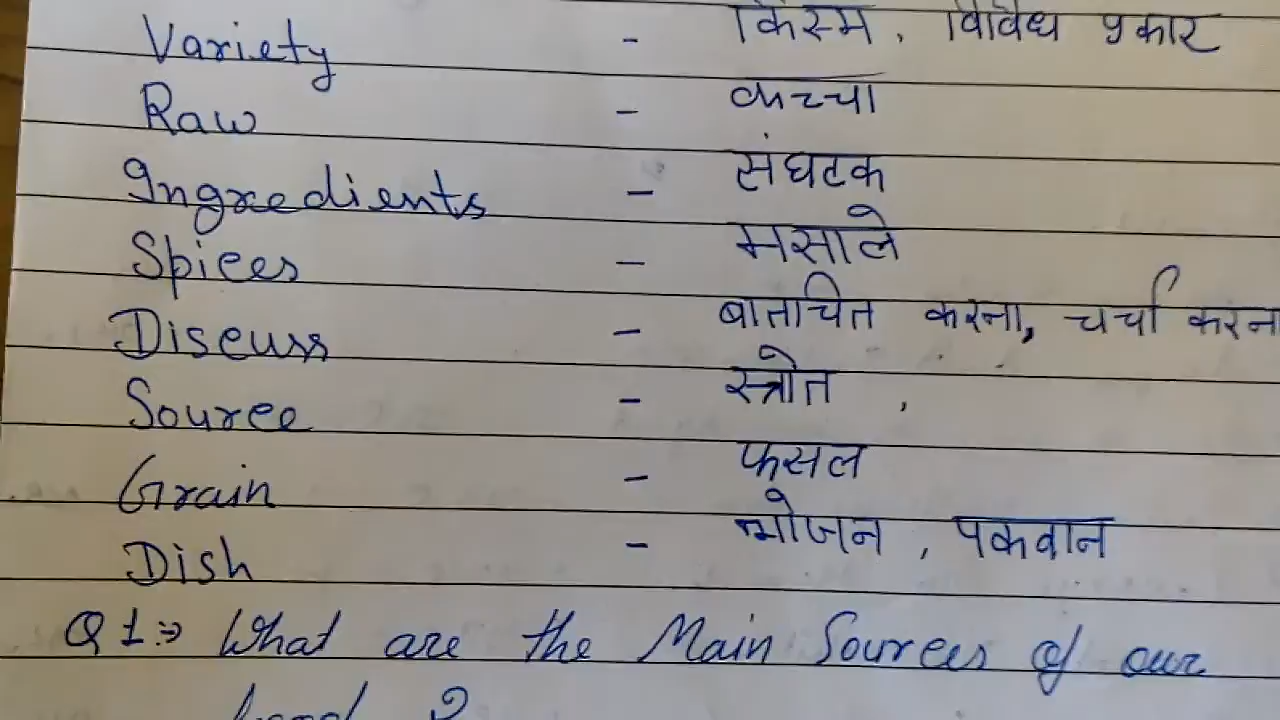 Variety - किस्म, विविध प्रकार
Raw - कच्चा
Ingredients - संघटक
Spices - मसाले
Discuss - बातचित करना, चर्चा करना
Source - स्त्रोत,
Grain - फसल
Dish - भोजन, पकवान
Q1⇒ What are the Main Sources of our
food ?